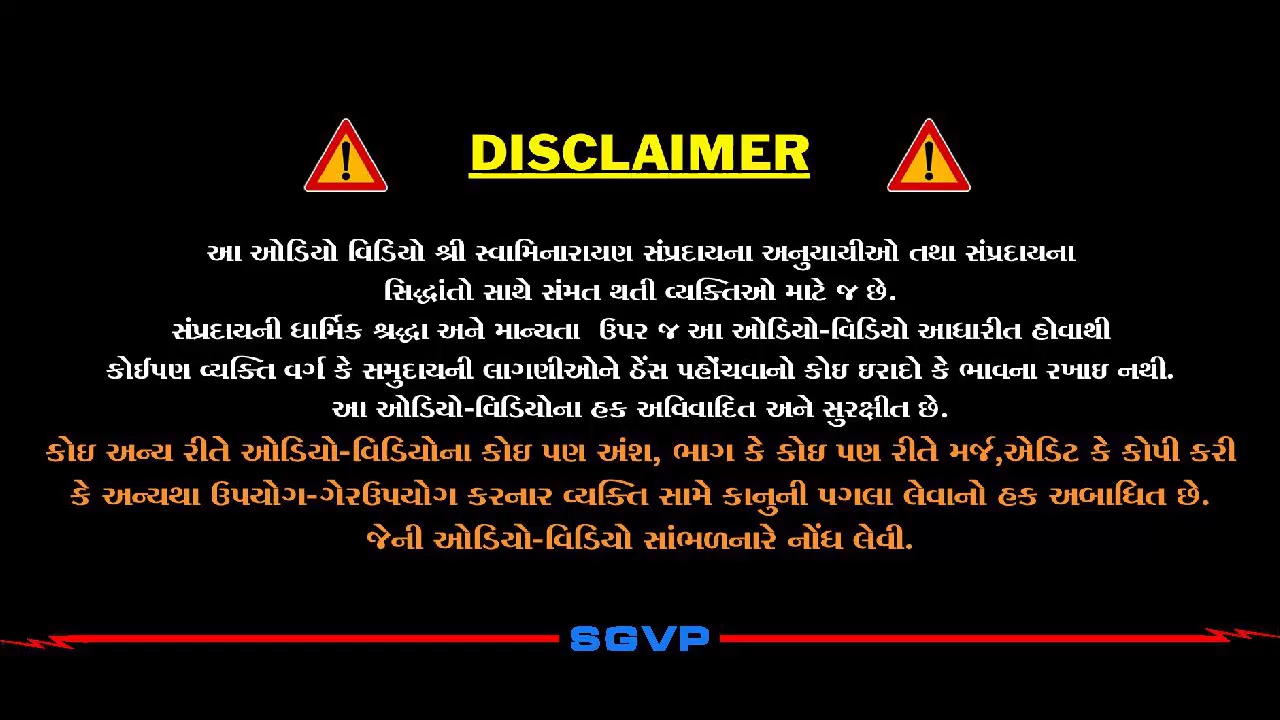 DISCLAIMER
આ ઓડિયો વિડિયો શ્રી સ્વામિનારાયણ સંપ્રદાયના અનુયાયીઓ તથા સંપ્રદાયના
સિદ્ધાંતો સાથે સંમત થતી વ્યક્તિઓ માટે જ છે.
સંપ્રદાયની ધાર્મિક શ્રદ્ધા અને માન્યતા ઉપર જ આ ઓડિયો-વિડિયો આધારીત હોવાથી
કોઈપણ વ્યક્તિ વર્ગ કે સમુદાયની લાગણીઓને ઠેંસ પહોંચવાનો કોઇ ઇરાદો કે ભાવના રખાઇ નથી.
આ ઓડિયો-વિડિયોના હક અવિવાદિત અને સુરક્ષીત છે.
કોઇ અન્ય રીતે ઓડિયો-વિડિયોના કોઇ પણ અંશ, ભાગ કે કોઇ પણ રીતે મર્જ,એડિટ કે કોપી કરી
કે અન્યથા ઉપયોગ-ગેરઉપયોગ કરનાર વ્યક્તિ સામે કાનુની પગલા લેવાનો હક અબાધિત છે.
જેની ઓડિયો-વિડિયો સાંભળનારે નોંધ લેવી.
SGVP